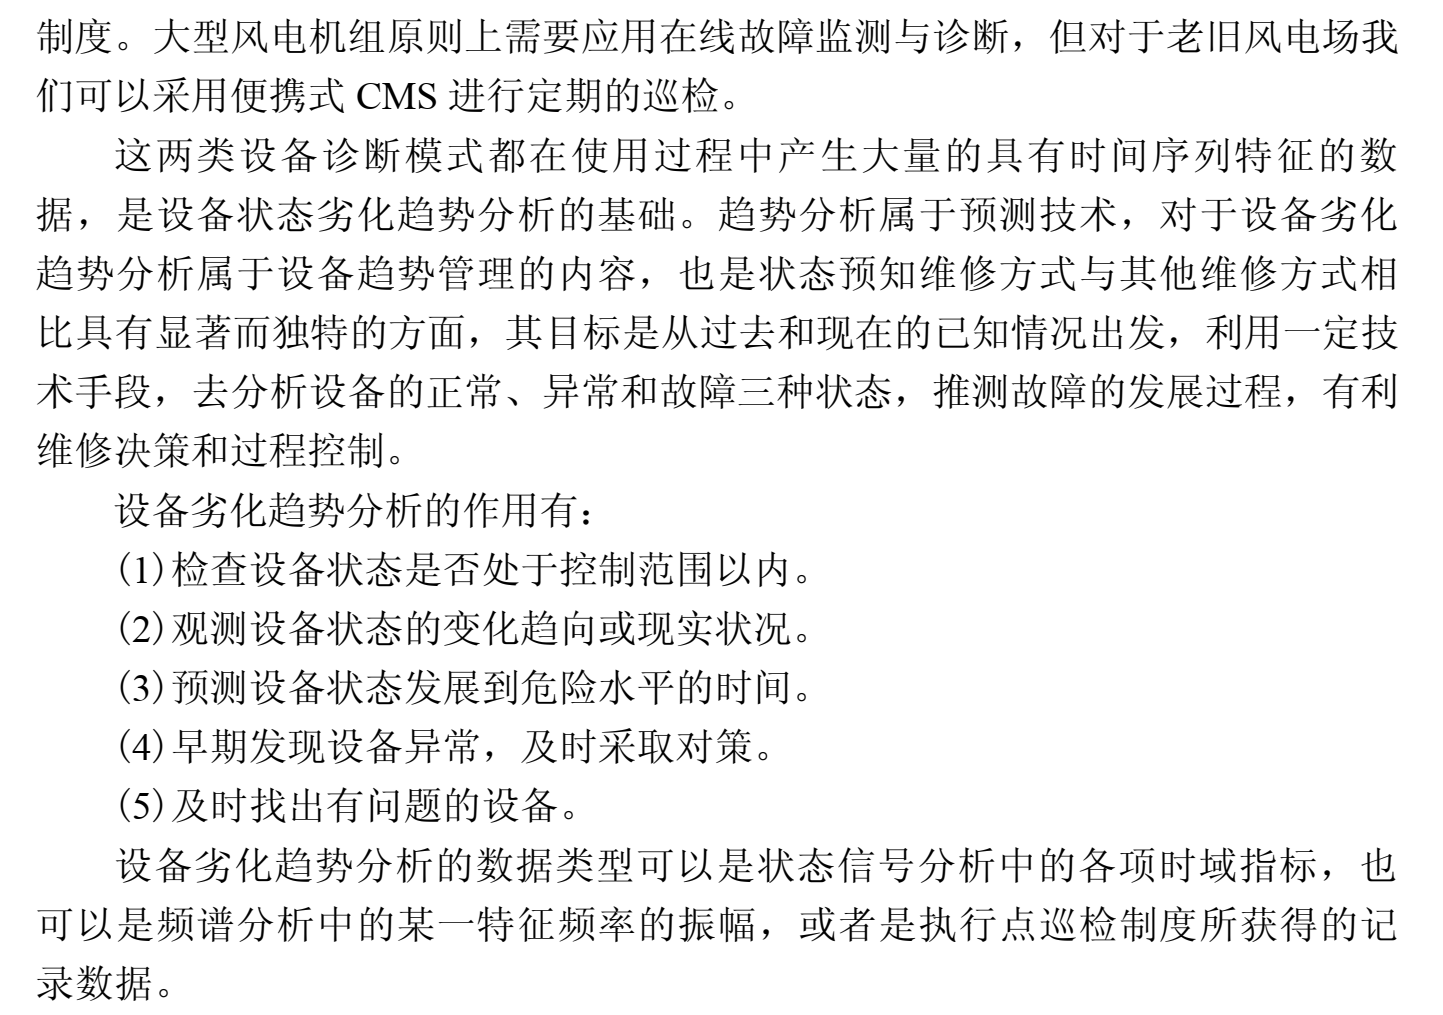 制度。大型风电机组原则上需要应用在线故障监测与诊断，但对于老旧风电场我
们可以采用便携式 CMS 进行定期的巡检。
这两类设备诊断模式都在使用过程中产生大量的具有时间序列特征的数
据，是设备状态劣化趋势分析的基础。趋势分析属于预测技术，对于设备劣化
趋势分析属于设备趋势管理的内容，也是状态预知维修方式与其他维修方式相
比具有显著而独特的方面，其目标是从过去和现在的已知情况出发，利用一定技
术手段，去分析设备的正常、异常和故障三种状态，推测故障的发展过程，有利
维修决策和过程控制。
设备劣化趋势分析的作用有：
(1)检查设备状态是否处于控制范围以内。
(2)观测设备状态的变化趋向或现实状况。
(3)预测设备状态发展到危险水平的时间。
(4)早期发现设备异常，及时采取对策。
(5)及时找出有问题的设备。
设备劣化趋势分析的数据类型可以是状态信号分析中的各项时域指标，也
可以是频谱分析中的某一特征频率的振幅，或者是执行点巡检制度所获得的记
录数据。